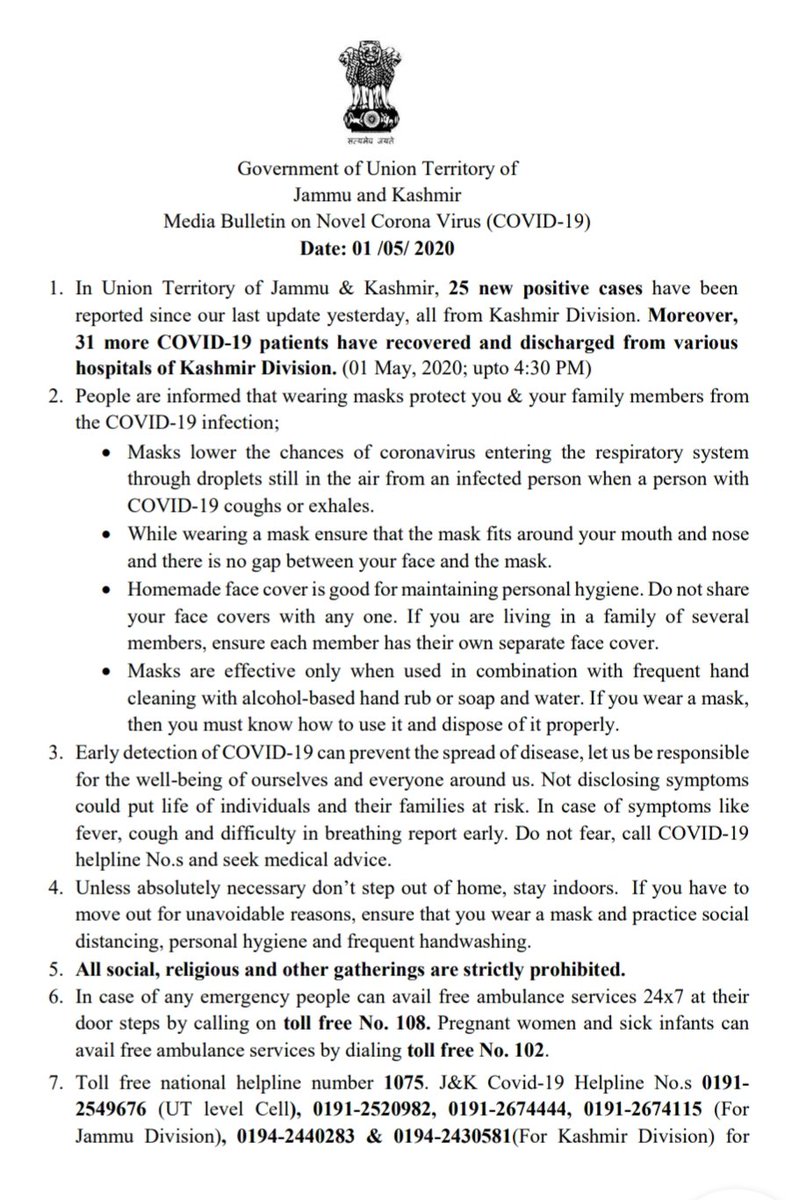 सत्यमेव जयते
Government of Union Territory of
Jammu and Kashmir
Media Bulletin on Novel Corona Virus (COVID-19)
Date: 01 /05/ 2020
1. In Union Territory of Jammu & Kashmir, 25 new positive cases have been
reported since our last update yesterday, all from Kashmir Division. Moreover,
31 more COVID-19 patients have recovered and discharged from various
hospitals of Kashmir Division. (01 May, 2020; upto 4:30 PM)
2. People are informed that wearing masks protect you & your family members from
the COVID-19 infection;
• Masks lower the chances of coronavirus entering the respiratory system
through droplets still in the air from an infected person when a person with
COVID-19 coughs or exhales.
• While wearing a mask ensure that the mask fits around your mouth and nose
and there is no gap between your face and the mask.
• Homemade face cover is good for maintaining personal hygiene. Do not share
your face covers with any one. If you are living in a family of several
members, ensure each member has their own separate face cover.
• Masks are effective only when used in combination with frequent hand
cleaning with alcohol-based hand rub or soap and water. If you wear a mask,
then you must know how to use it and dispose of it properly.
3. Early detection of COVID-19 can prevent the spread of disease, let us be responsible
for the well-being of ourselves and everyone around us. Not disclosing symptoms
could put life of individuals and their families at risk. In case of symptoms like
fever, cough and difficulty in breathing report early. Do not fear, call COVID-19
helpline No.s and seek medical advice.
4. Unless absolutely necessary don’t step out of home, stay indoors. If you have to
move out for unavoidable reasons, ensure that you wear a mask and practice social
distancing, personal hygiene and frequent handwashing.
5. All social, religious and other gatherings are strictly prohibited.
6. In case of any emergency people can avail free ambulance services 24x7 at their
door steps by calling on toll free No. 108. Pregnant women and sick infants can
avail free ambulance services by dialing toll free No. 102.
7. Toll free national helpline number 1075. J&K Covid-19 Helpline No.s 0191-
2549676 (UT level Cell), 0191-2520982, 0191-2674444, 0191-2674115 (For
Jammu Division), 0194-2440283 & 0194-2430581(For Kashmir Division) for